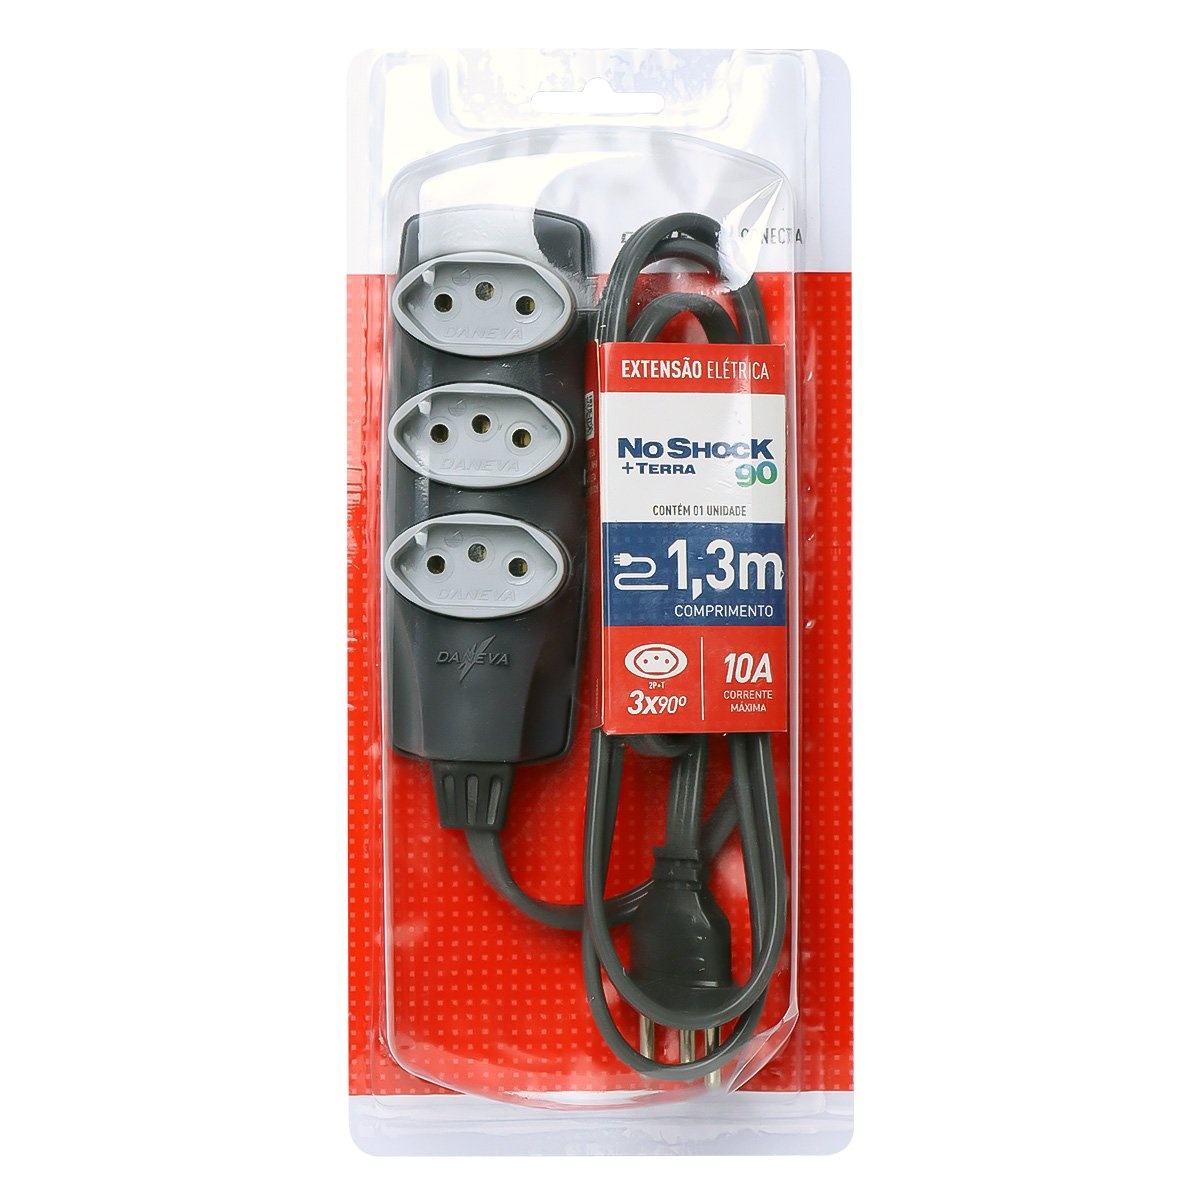 CONECTA
DANEVA
DANEVA
DANEVA
DANEVA
EXTENSÃO ELÉTRICA
NO SHOCK
+ TERRA 90
CONTÉM 01 UNIDADE
1,3m
COMPRIMENTO
2P+T
3x90º
10A
CORRENTE
MÁXIMA